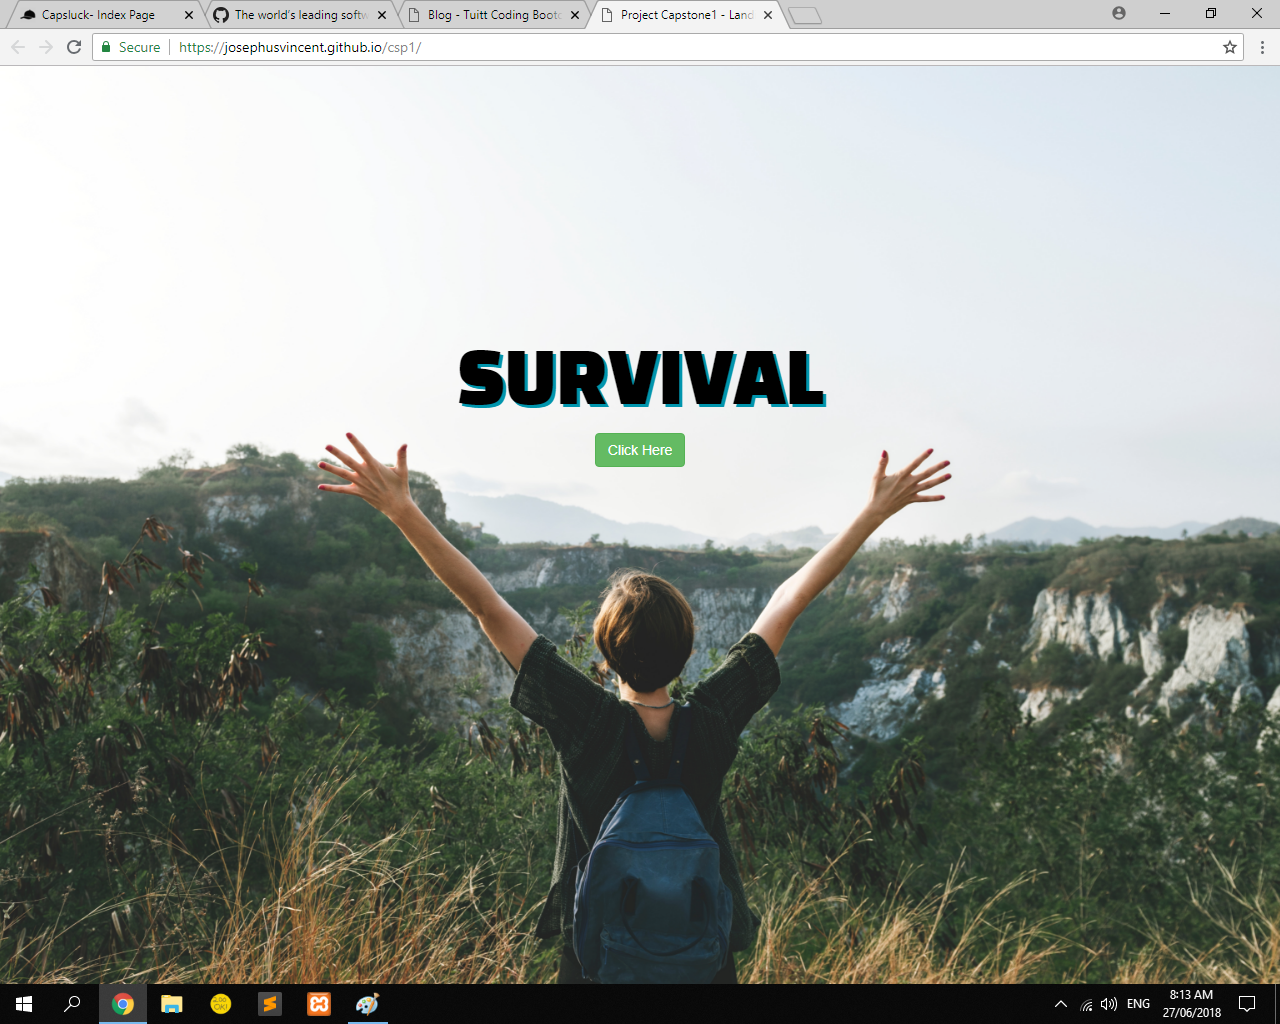 Capsluck- Index Page
The world's leading softw
Blog - Tuitt Coding Bootc
Project Capstone1 - Land
Secure
https://josephusvincent.github.io/csp1/
SURVIVAL
Click Here
ENG
8:13 AM
27/06/2018